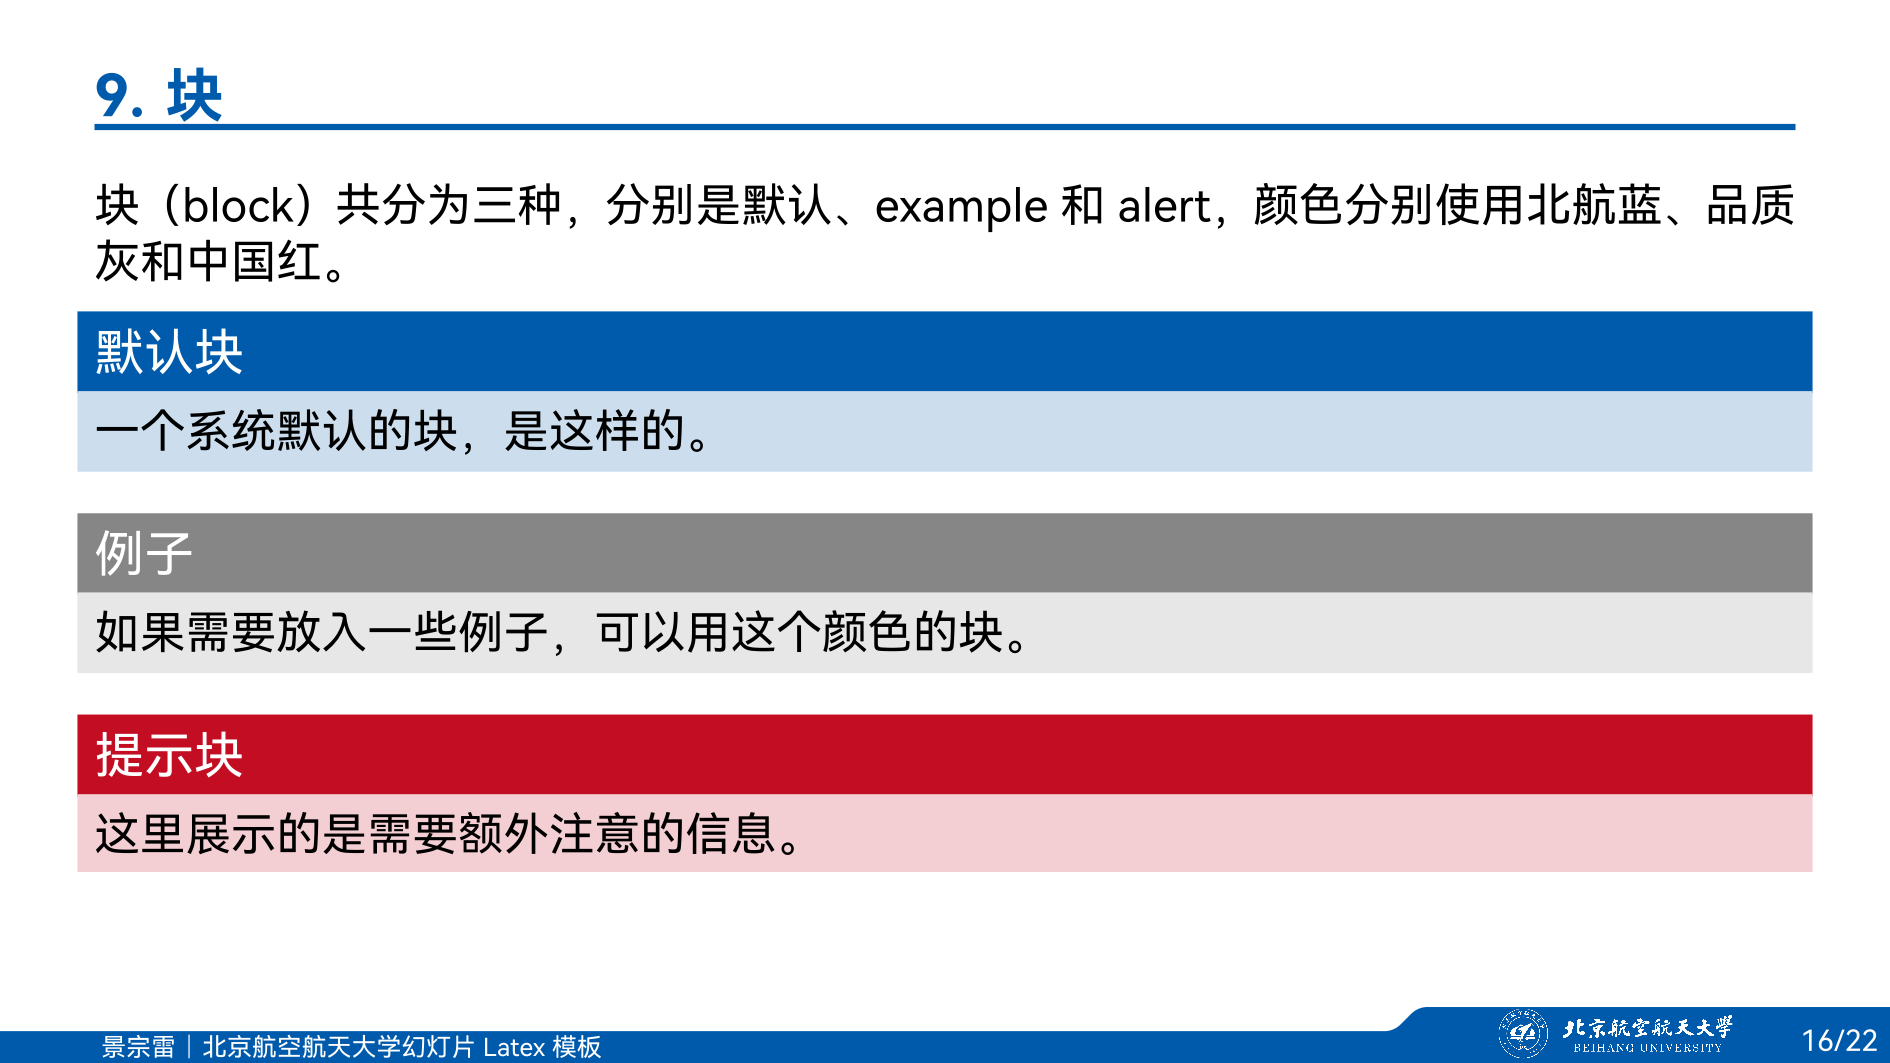 9. 块
块（block）共分为三种，分别是默认、example 和 alert，颜色分别使用北航蓝、品质
灰和中国红。
默认块
一个系统默认的块，是这样的。
例子
如果需要放入一些例子，可以用这个颜色的块。
提示块
这里展示的是需要额外注意的信息。
景宗雷｜北京航空航天大学幻灯片 Latex 模板
北京航空航天大學
BEIHANG UNIVERSITY
16/22